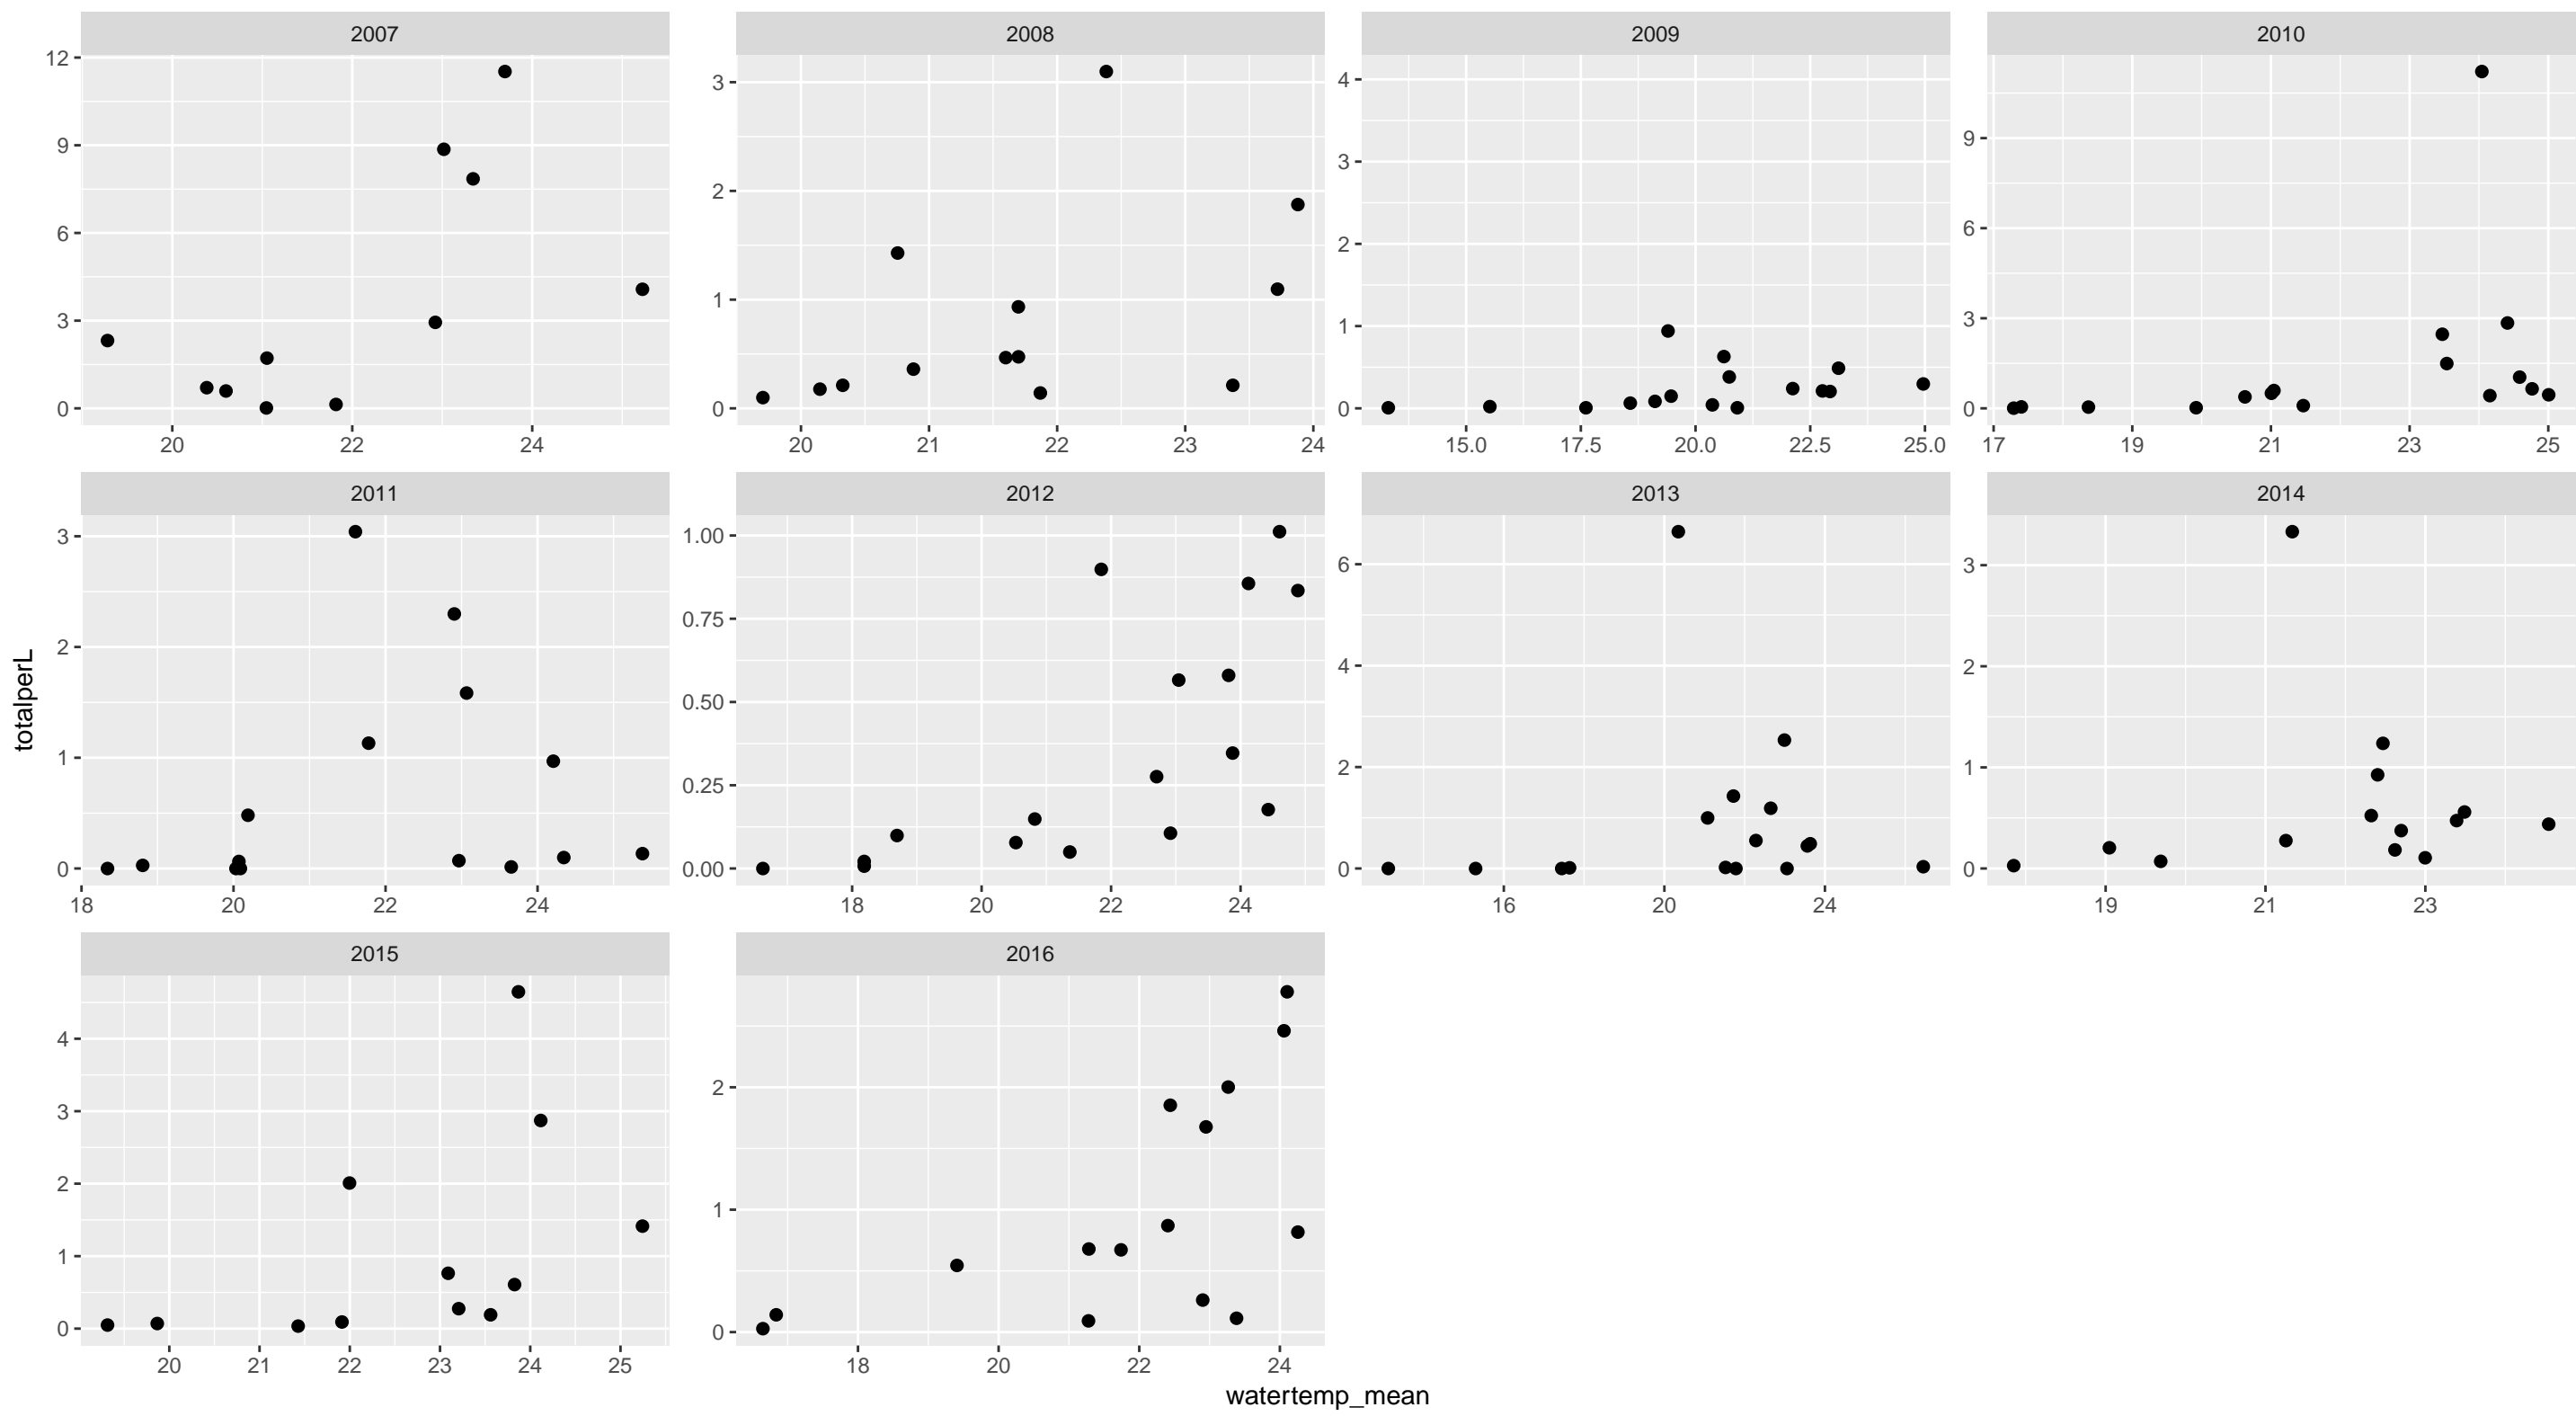 2007 2008 2009 2010
12 9 6 3 0
3 2 1 0
4 3 2 1 0
9 6 3 0
20 22 24
20 21 22 23 24
15.0 17.5 20.0 22.5 25.0
17 19 21 23 25
2011 2012 2013 2014
3 2 1 0
1.00 0.75 0.50 0.25 0.00
6 4 2 0
3 2 1 0
18 20 22 24
18 20 22 24
16 20 24
19 21 23
totalperL
2015 2016
4 3 2 1 0
2 1 0
20 21 22 23 24 25
18 20 22 24
watertemp_mean